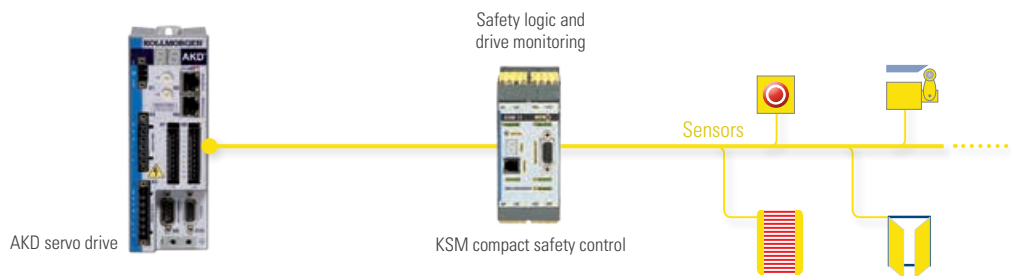 Safety logic and
drive monitoring
KOLLMORGEN
AKD
Sensors
AKD servo drive
KSM compact safety control